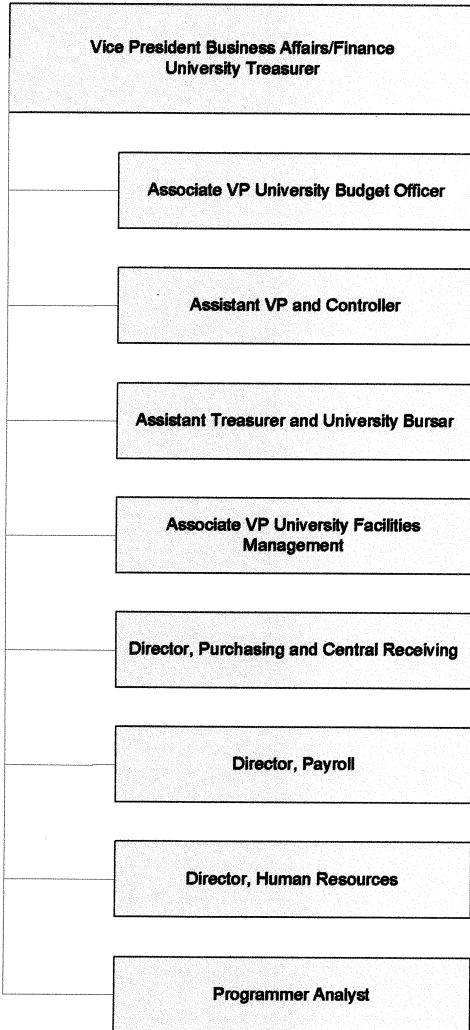 Vice President Business Affairs/Finance
University Treasurer
Associate VP University Budget Officer
Assistant VP and Controller
Assistant Treasurer and University Bursar
Associate VP University Facilities
Management
Director, Purchasing and Central Receiving
Director, Payroll
Director, Human Resources
Programmer Analyst